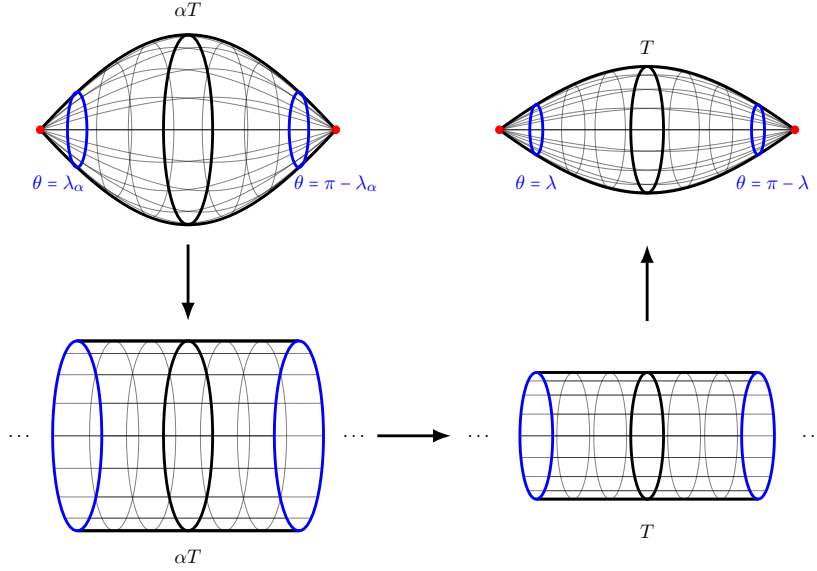 αT
T
θ = λ_α
θ = π − λ_α
θ = λ
θ = π − λ
···
···
···
··
αT
T